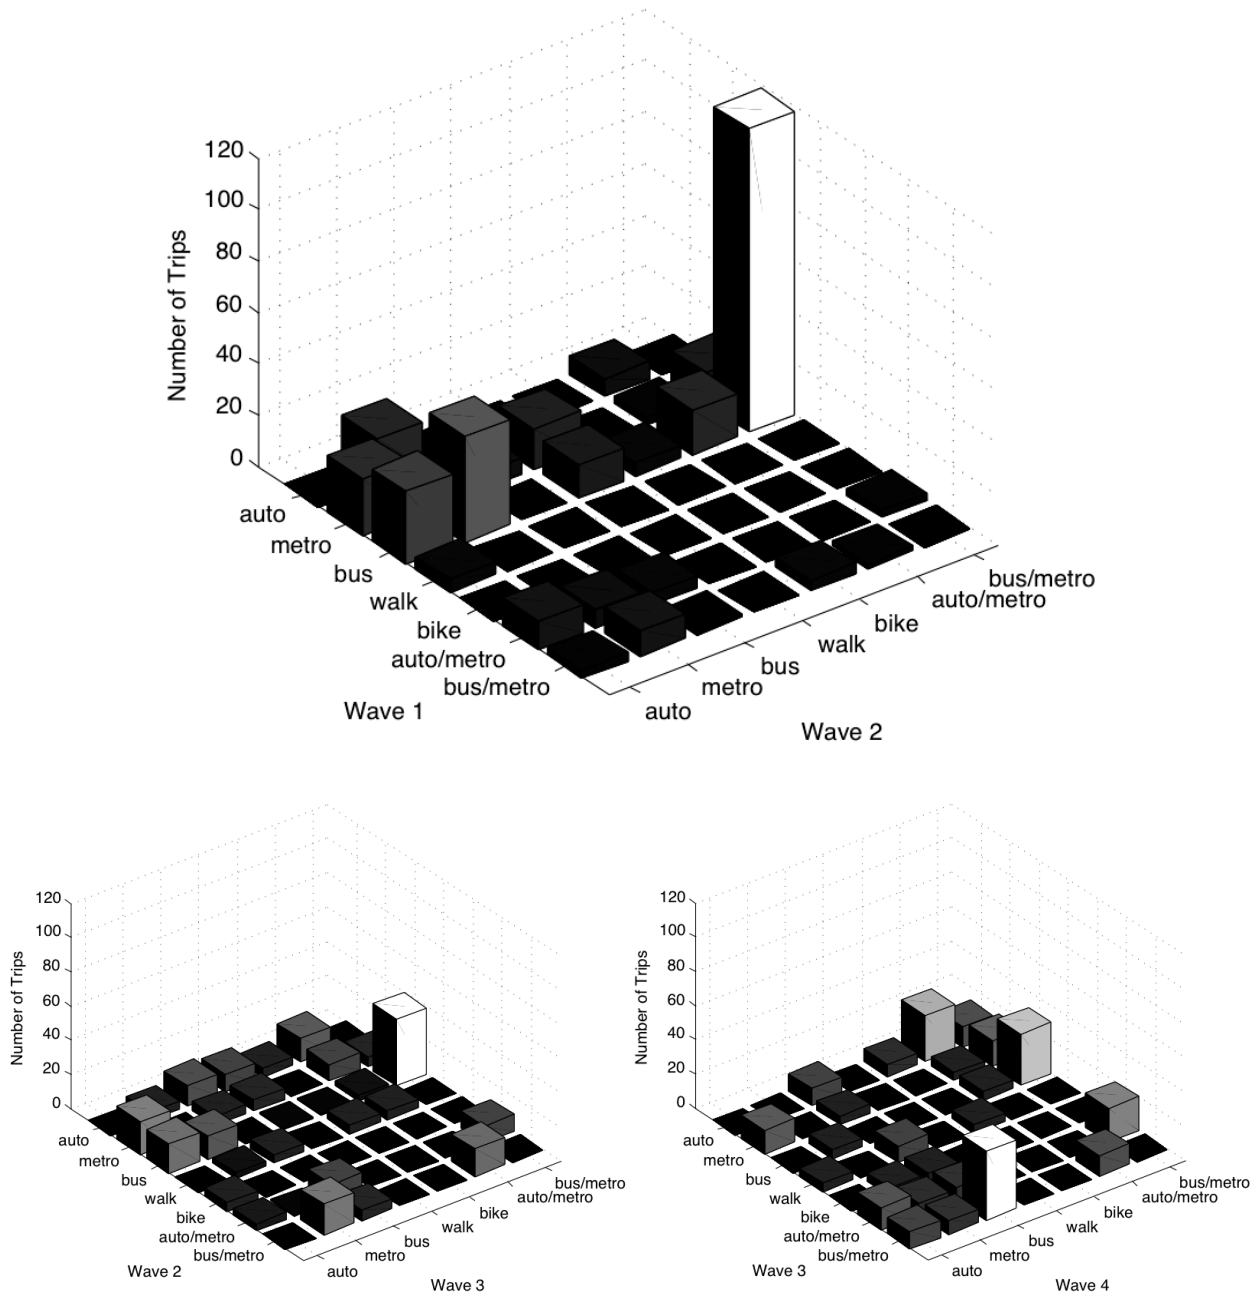 120
100
80
60
40
20
0
Number of Trips
auto
metro
bus
walk
bike
auto/metro
bus/metro
Wave 1
bus/metro
auto/metro
bike
walk
bus
metro
auto
Wave 2
120
100
80
60
40
20
0
Number of Trips
auto
metro
bus
walk
bike
auto/metro
bus/metro
Wave 2
bus/metro
auto/metro
bike
walk
bus
metro
auto
Wave 3
120
100
80
60
40
20
0
Number of Trips
auto
metro
bus
walk
bike
auto/metro
bus/metro
Wave 3
bus/metro
auto/metro
bike
walk
bus
metro
auto
Wave 4